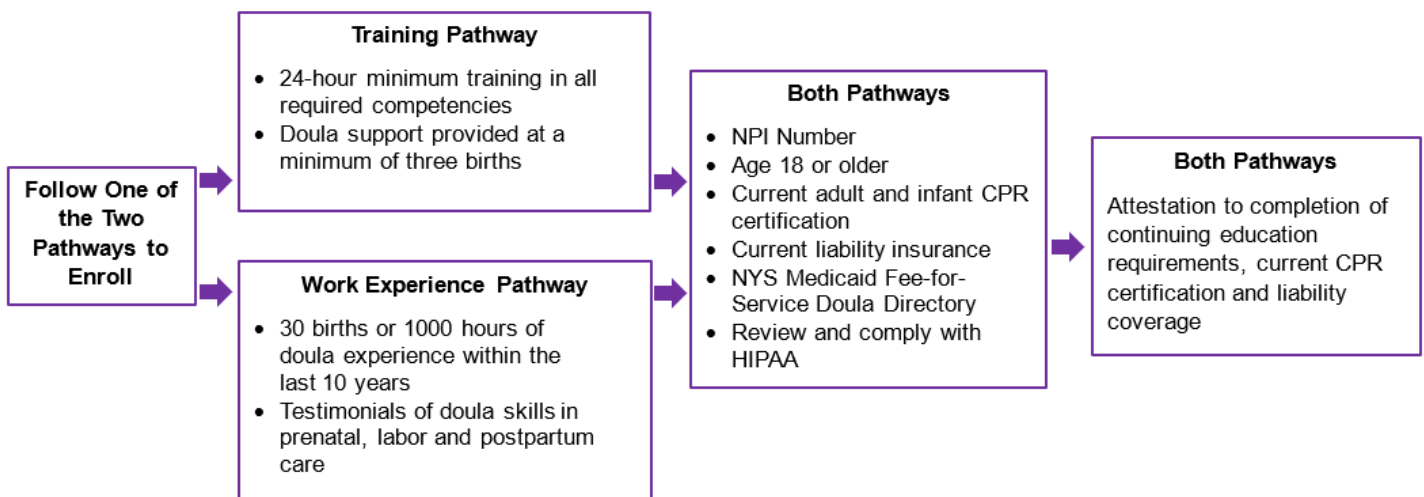 Follow One of
the Two
Pathways to
Enroll
Training Pathway
• 24-hour minimum training in all
required competencies
• Doula support provided at a
minimum of three births
Work Experience Pathway
• 30 births or 1000 hours of
doula experience within the
last 10 years
• Testimonials of doula skills in
prenatal, labor and postpartum
care
Both Pathways
• NPI Number
• Age 18 or older
• Current adult and infant CPR
certification
• Current liability insurance
• NYS Medicaid Fee-for-
Service Doula Directory
• Review and comply with
HIPAA
Both Pathways
Attestation to completion of
continuing education
requirements, current CPR
certification and liability
coverage